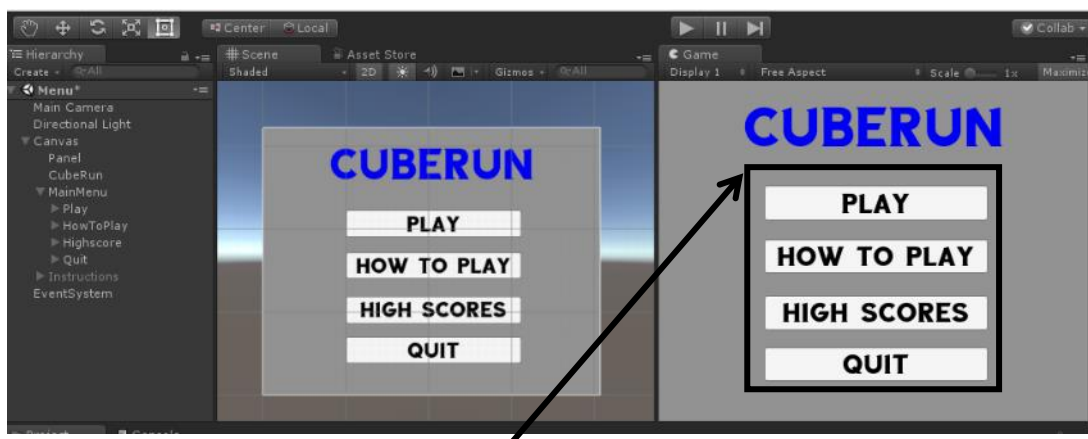 Center Local
Collab
Hierarchy
Create All
Menu*
Main Camera
Directional Light
Canvas
Panel
CubeRun
MainMenu
Play
HowToPlay
Highscore
Quit
Instructions
EventSystem
Scene Asset Store
Shaded 2D Gizmos All
CUBERUN
PLAY
HOW TO PLAY
HIGH SCORES
QUIT
Game
Display 1 Free Aspect Scale 1x Maximiz
CUBERUN
PLAY
HOW TO PLAY
HIGH SCORES
QUIT
Project Console